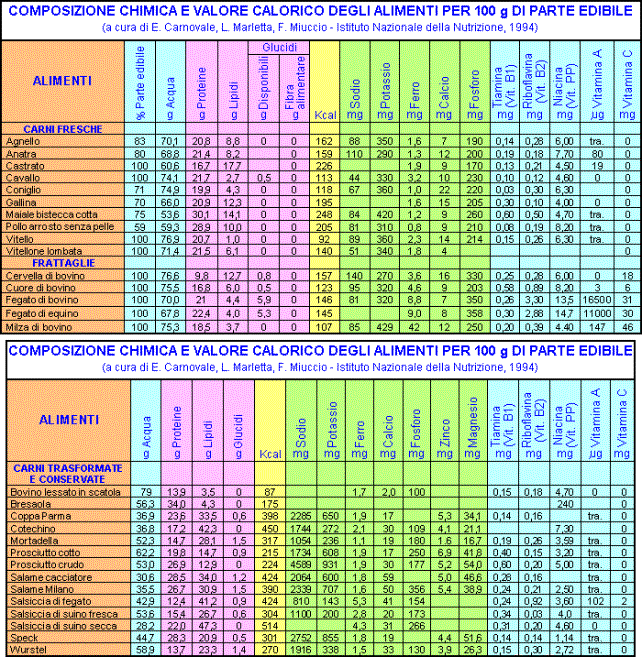 COMPOSIZIONE CHIMICA E VALORE CALORICO DEGLI ALIMENTI PER 100 g DI PARTE EDIBILE
(a cura di E. Carnovale, L. Marletta, F. Miuccio - Istituto Nazionale della Nutrizione, 1994)
ALIMENTI % Parte edibile Acqua g Proteine g Lipidi g Glucidi Disponibili g Fibra alimentare g Kcal Sodio mg Potassio mg Ferro mg Calcio mg Fosforo mg Tiamina (Vit. B1) mg Riboflavina (Vit. B2) mg Niacina (Vit. PP) mg Vitamina A µg Vitamina C mg
CARNI FRESCHE
Agnello 83 70,1 20,8 8,8 0 0 162 88 350 1,6 7 190 0,14 0,28 6,00 tra. 0
Anatra 80 68,8 21,4 8,2 0 159 110 290 1,3 12 200 0,19 0,18 7,70 80 0
Castrato 100 60,6 16,7 17,7 0 226 1,9 9 170 0,13 0,21 4,50 19 0
Cavallo 100 74,1 21,7 2,7 0,5 0 113 44 330 3,2 10 230 0,10 0,12 4,60 0 0
Coniglio 71 74,9 19,9 4,3 0 0 118 67 360 1,0 22 220 0,03 0,30 6,30 0
Gallina 70 66,0 20,9 12,3 0 0 195 1,6 15 205 0,30 0,10 4,00 0 0
Maiale bistecca cotta 75 53,6 30,1 14,1 0 0 248 84 420 1,2 9 260 0,60 0,50 4,70 tra. 0
Pollo arrosto senza pelle 59 59,3 28,9 10,0 0 0 205 81 310 0,8 9 210 0,08 0,19 8,20 tra. 0
Vitello 100 76,9 20,7 1,0 0 0 92 89 360 2,3 14 214 0,15 0,26 6,30 tra. 0
Vitellone lombata 100 71,4 21,5 6,1 0 0 140 51 340 1,8 4 0
FRATTAGLIE
Cervella di bovino 100 76,6 9,8 12,7 0,8 0 157 140 270 3,6 16 330 0,25 0,28 6,00 0 18
Cuore di bovino 100 75,5 16,8 6,0 0,5 0 123 95 320 4,6 9 203 0,58 0,89 8,20 3 6
Fegato di bovino 100 70,0 21 4,4 5,9 0 146 81 320 8,8 7 350 0,26 3,30 13,5 16500 31
Fegato di equino 100 67,8 22,4 4,0 5,3 0 145 9,0 8 358 0,30 2,88 14,7 11000 30
Milza di bovino 100 75,3 18,5 3,7 0 0 107 85 429 42 12 250 0,20 0,39 4.40 147 46
COMPOSIZIONE CHIMICA E VALORE CALORICO DEGLI ALIMENTI PER 100 g DI PARTE EDIBILE
(a cura di E. Carnovale, L. Marletta, F. Miuccio - Istituto Nazionale della Nutrizione, 1994)
ALIMENTI Acqua g Proteine g Lipidi g Glucidi g Kcal Sodio mg Potassio mg Ferro mg Calcio mg Fosforo mg Zinco mg Magnesio mg Tiamina (Vit. B1) mg Riboflavina (Vit. B2) mg Niacina (Vit. PP) mg Vitamina A µg Vitamina C mg
CARNI TRASFORMATE
E CONSERVATE
Bovino lessato in scatola 79 13,9 3,5 0 87 1,7 2,0 100 0,15 0,18 4,70 0 0
Bresaola 56,3 34,0 4,3 0 175 240 0
Coppa Parma 36,9 23,6 33,5 0,6 398 2285 650 1,9 17 5,3 34,1 0,14 0,16 tra. 0
Cotechino 36,8 17,2 42,3 0 450 1744 272 2,1 30 109 4,1 21,1 7,30 0
Mortadella 52,3 14,7 28,1 1,5 317 1054 236 1,1 19 180 1.6 16,7 0,19 0,26 3,59 tra. 0
Prosciutto cotto 62,2 19,8 14,7 0,9 215 1734 608 1,9 17 250 6,9 41,8 0,40 0,15 3,20 tra. 0
Prosciutto crudo 53,0 26,9 12,9 0 224 4589 931 1,9 30 177 5,2 54,0 0,60 0,20 5,00 tra. 0
Salame cacciatore 30,6 28,5 34,0 1,2 424 2064 600 1.8 59 5,0 46,6 0,28 0,16 0
Salame Milano 35,5 26,7 30,9 1,5 390 2339 707 1,6 50 356 5,4 38,9 0,24 0,21 2,50 tra. 0
Salsiccia di fegato 42,9 12,4 41,2 0,9 424 810 143 5,3 41 154 0,24 0,92 3,60 102 2
Salsiccia di suino fresca 53,6 15,4 26,7 0,6 304 1100 200 2,8 20 173 0,34 0,03 4,0 tra. 0
Salsiccia di suino secca 28,2 22,0 47,3 0 514 4,3 31 266 0,31 0,20 4,60 0
Speck 44,7 28,3 20,9 0,5 301 2752 855 1,8 19 4,4 51,6 0,14 0,14 2,72 tra. 0
Wurstel 58,9 13,7 23,3 1,4 270 1916 338 1,5 33 130 3,9 26,3 0,15 0,14 1,44 tra. 0